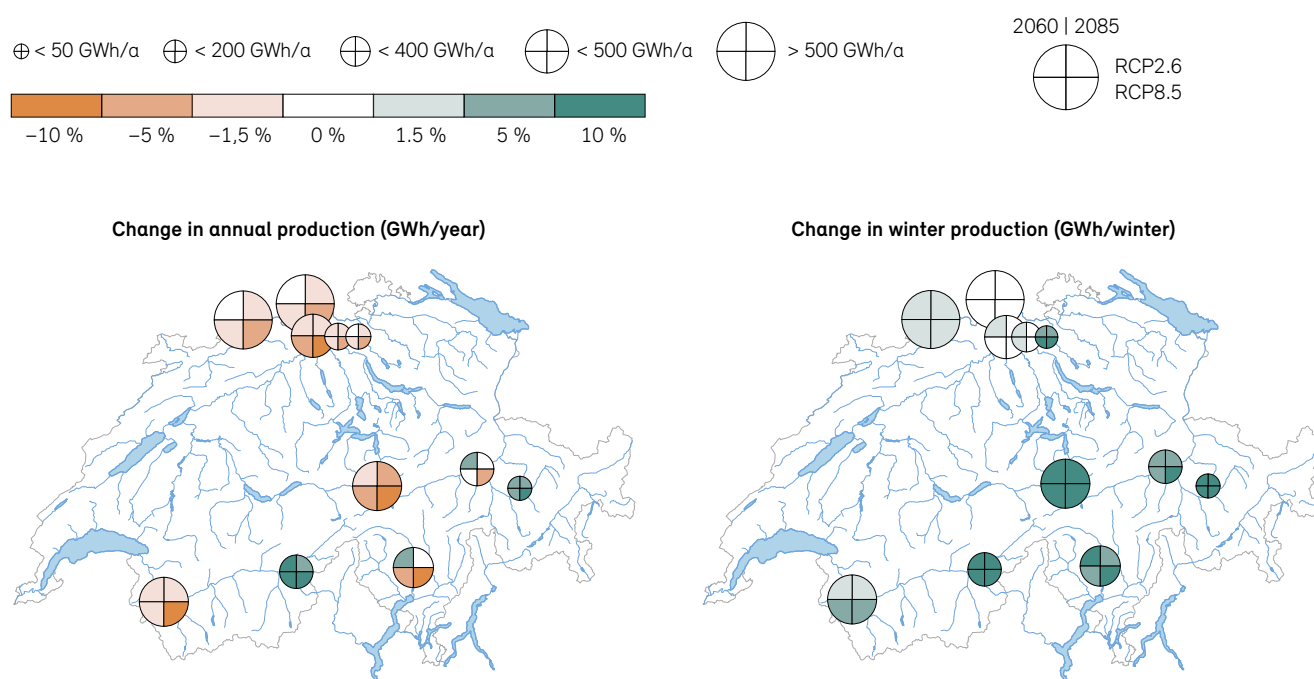 2060 | 2085
< 50 GWh/a < 200 GWh/a < 400 GWh/a < 500 GWh/a > 500 GWh/a
RCP2.6
RCP8.5
–10 % –5 % –1,5 % 0 % 1.5 % 5 % 10 %
Change in annual production (GWh/year)
Change in winter production (GWh/winter)